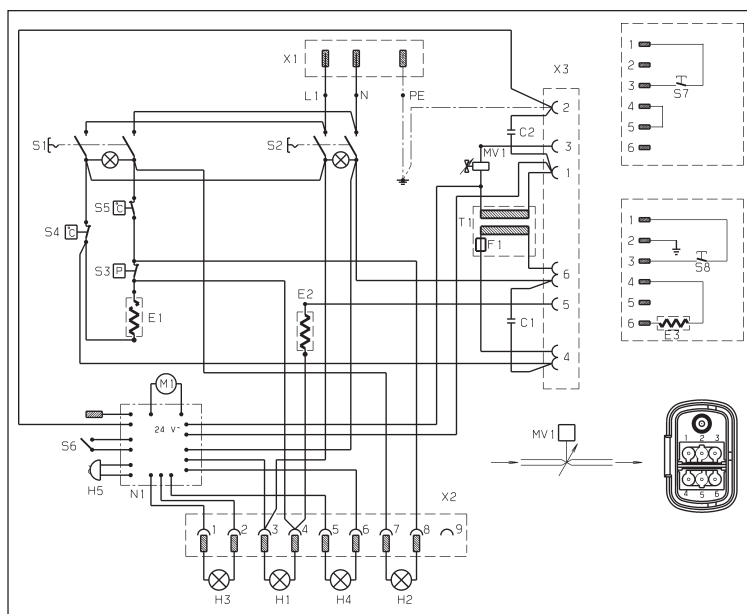 X1
L1 N PE
S1
S2
S5 °C
S4 °C
S3 P
E1
E2
MV1
T1
F1
C2
C1
X3
2
3
1
6
5
4
M1
24 V~
S6
H5
N1
X2
1 2 3 4 5 6 7 8 9
H3 H1 H4 H2
1
2
3
4
5
6
S7
1
2
3
4
5
6
S8
E3
MV1
1 2 3
4 5 6